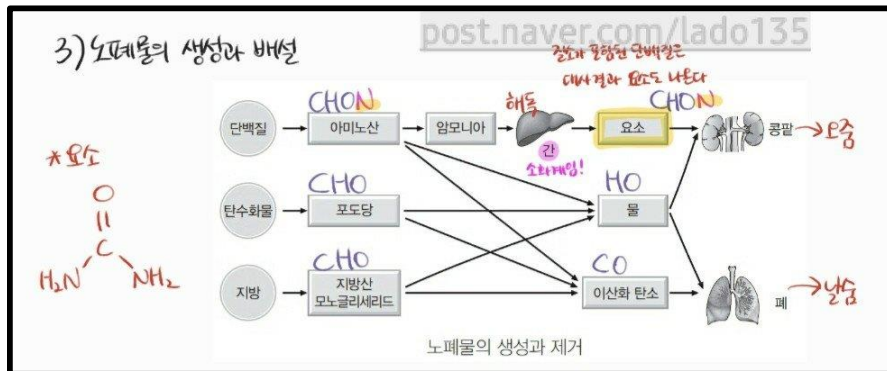 post.naver.com/lado135
3) 노폐물의 생성과 배설
질소가 포함된 단백질은
대사결과 요소도 나온다
CHON
해독
CHON
단백질
아미노산
암모니아
요소
콩팥
→오줌
간
소화계임!
*요소
O
C
H₂N
NH₂
CHO
HO
탄수화물
포도당
물
CHO
CO
지방
지방산
모노글리세리드
이산화 탄소
폐
→날숨
노폐물의 생성과 제거